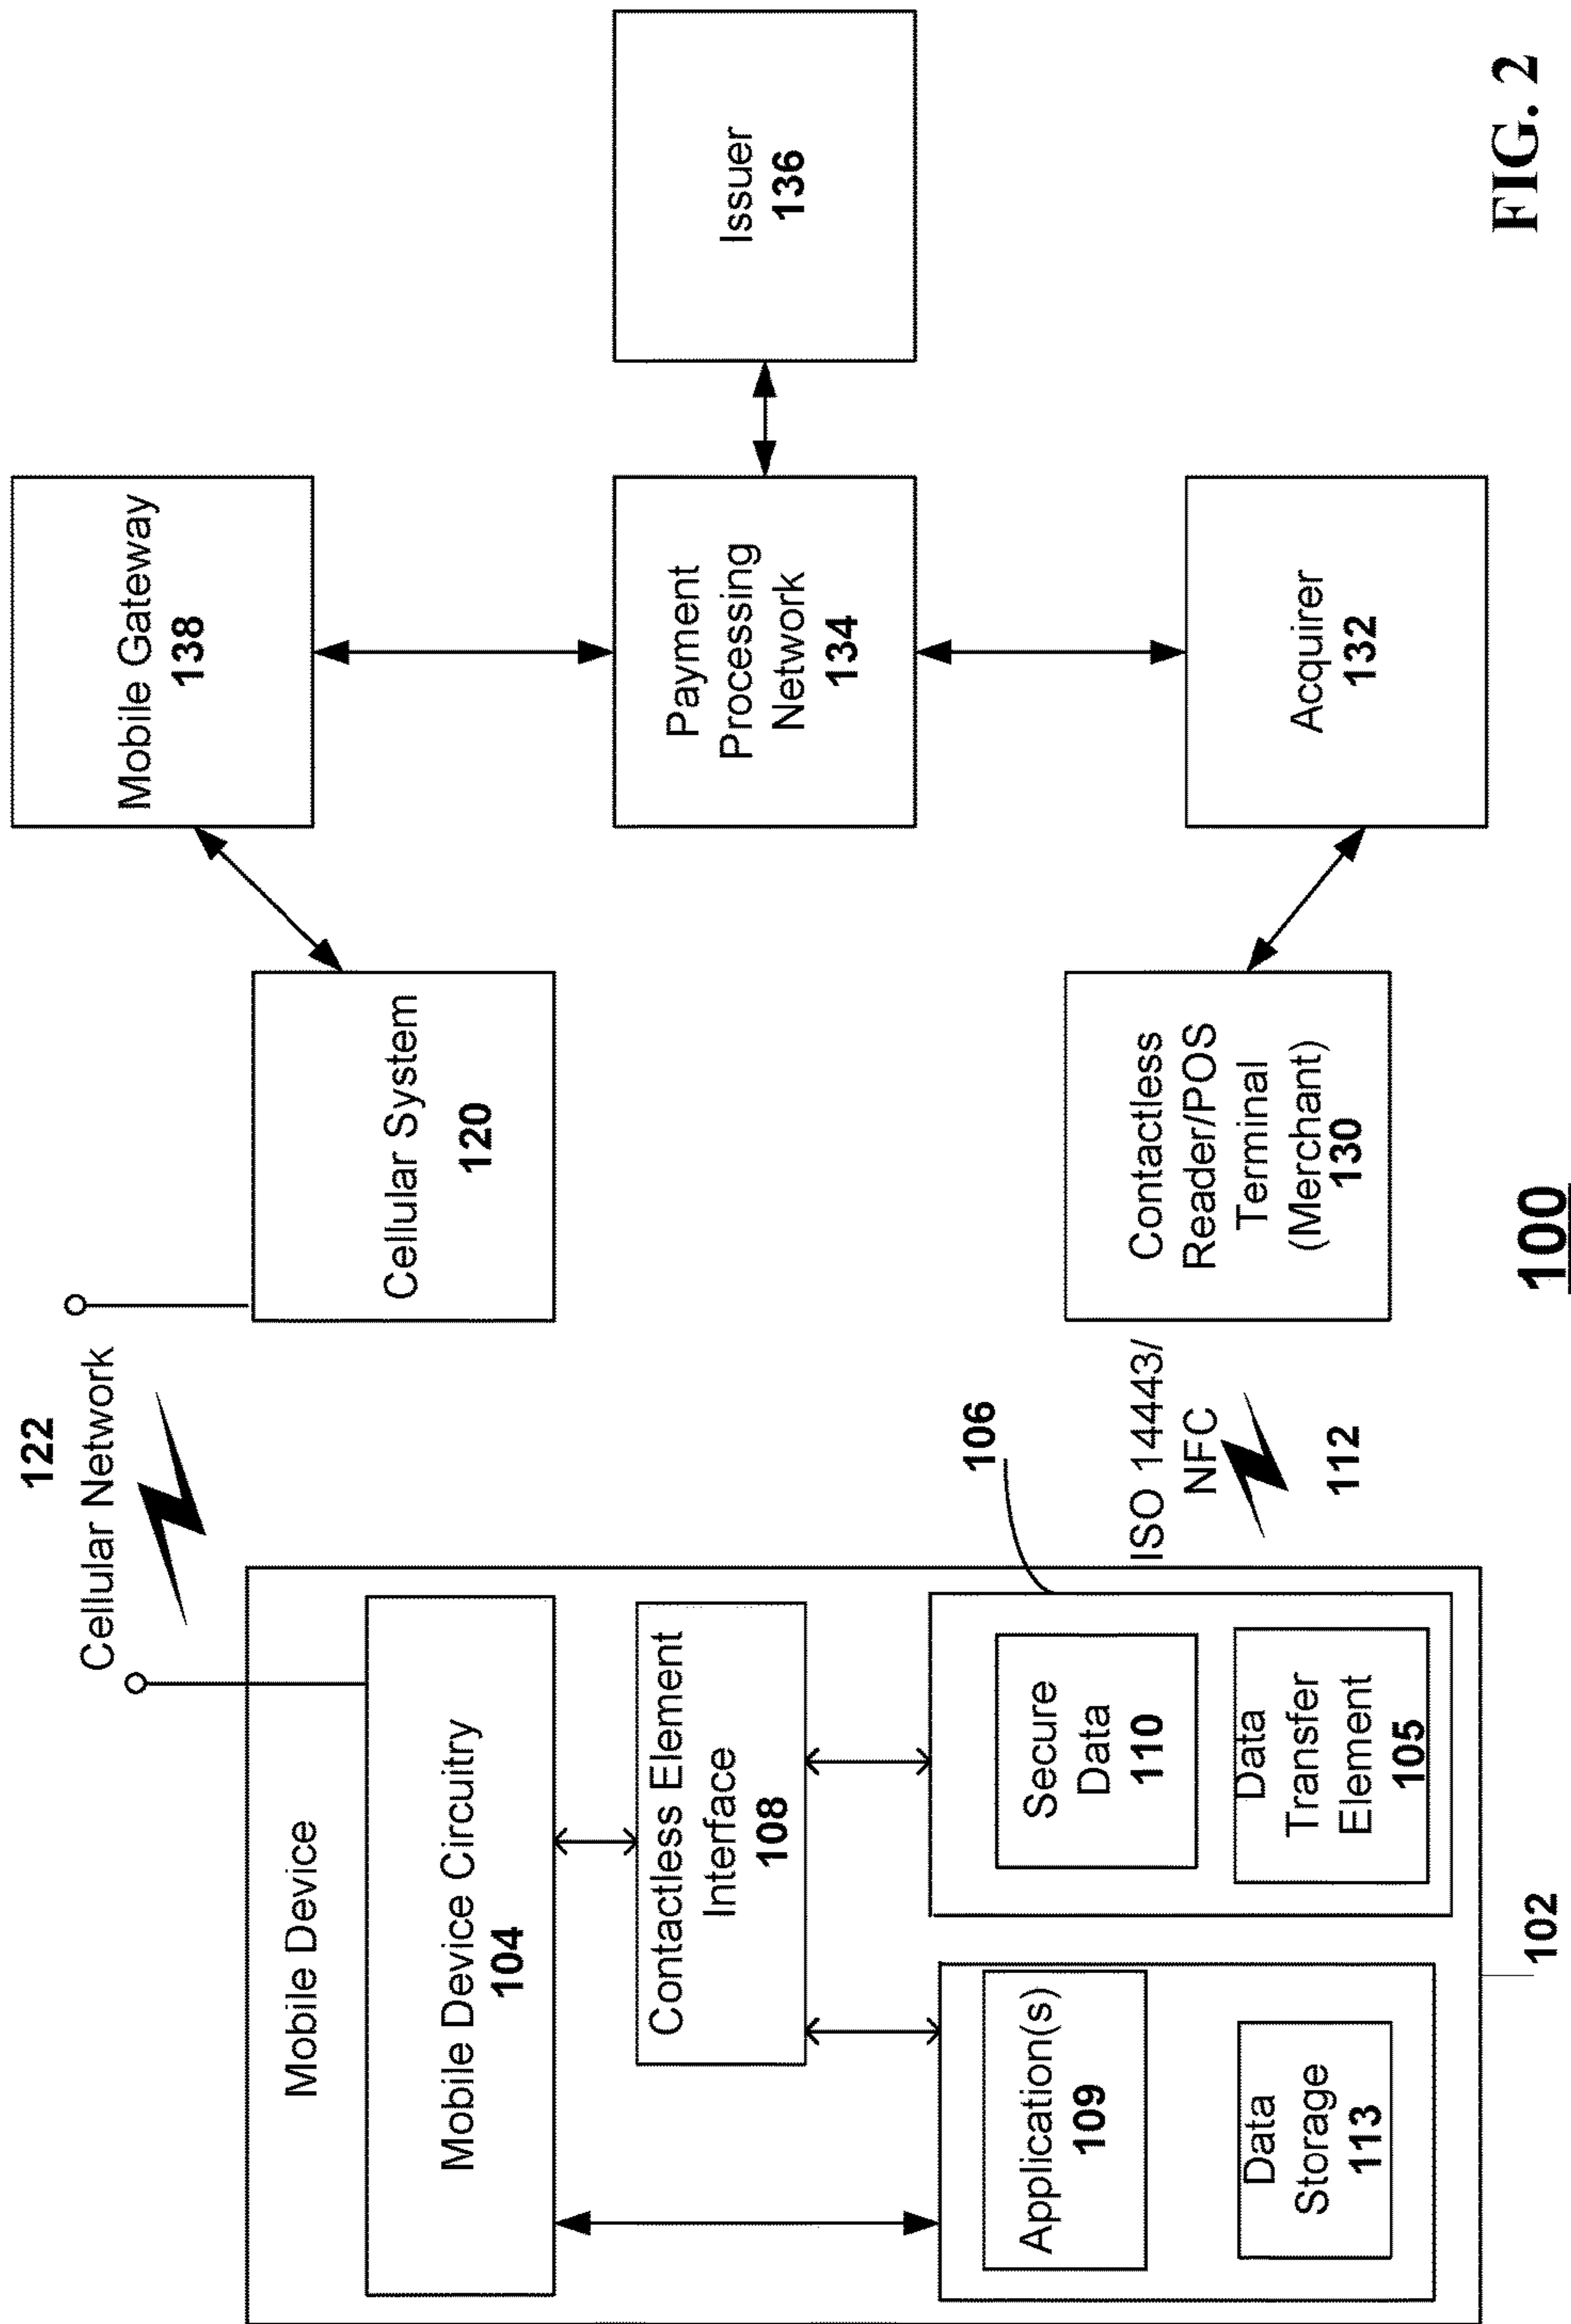 122
Cellular Network
Mobile Device
Mobile Device Circuitry
104
Contactless Element
Interface
108
Application(s)
109
Data
Storage
113
106
Secure
Data
110
Data
Transfer
Element
105
102
ISO 14443/
NFC
112
Cellular System
120
Contactless
Reader/POS
Terminal
(Merchant)
130
Mobile Gateway
138
Payment
Processing
Network
134
Acquirer
132
Issuer
136
100
FIG. 2